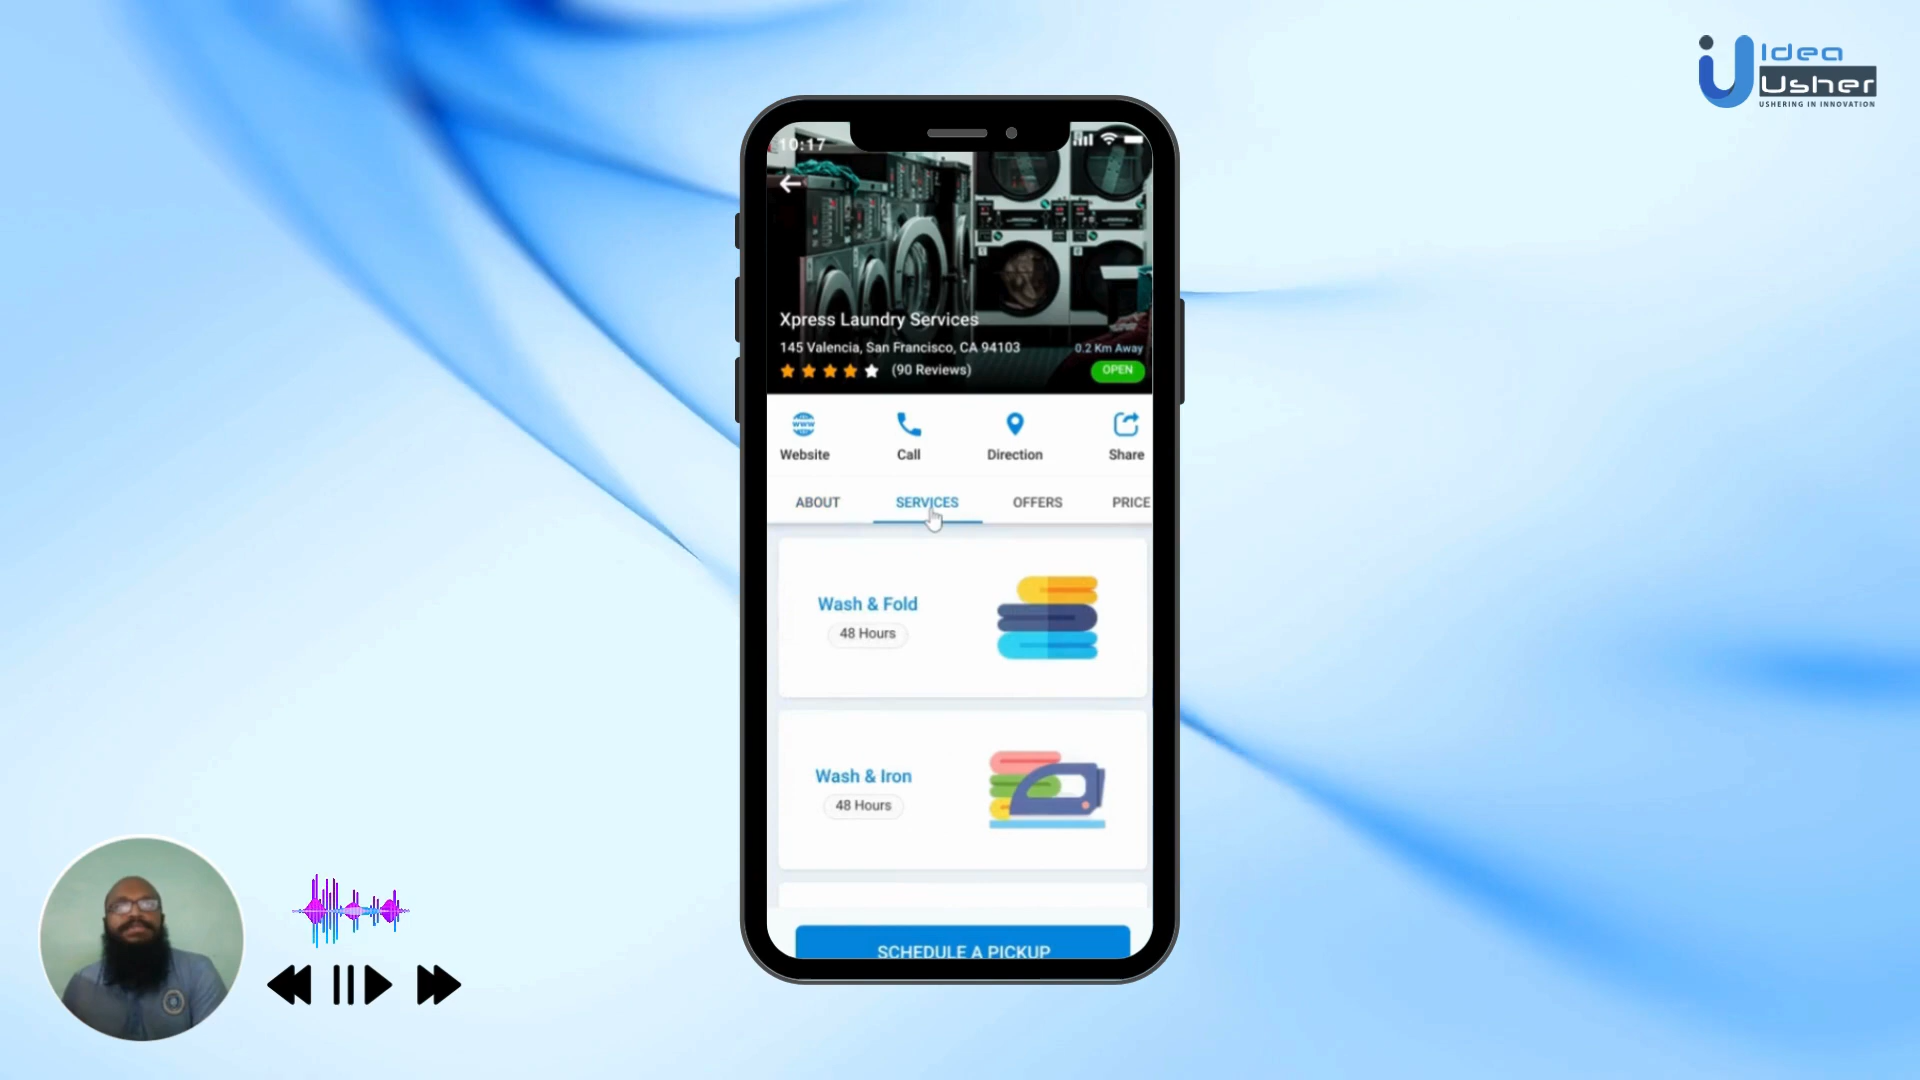 Idea
Usher
USHERING IN INNOVATION
10:17
Xpress Laundry Services
145 Valencia, San Francisco, CA 94103
0.2 Km Away
(90 Reviews)
OPEN
www
Website
Call
Direction
Share
ABOUT
SERVICES
OFFERS
PRICE
Wash & Fold
48 Hours
Wash & Iron
48 Hours
SCHEDULE A PICKUP